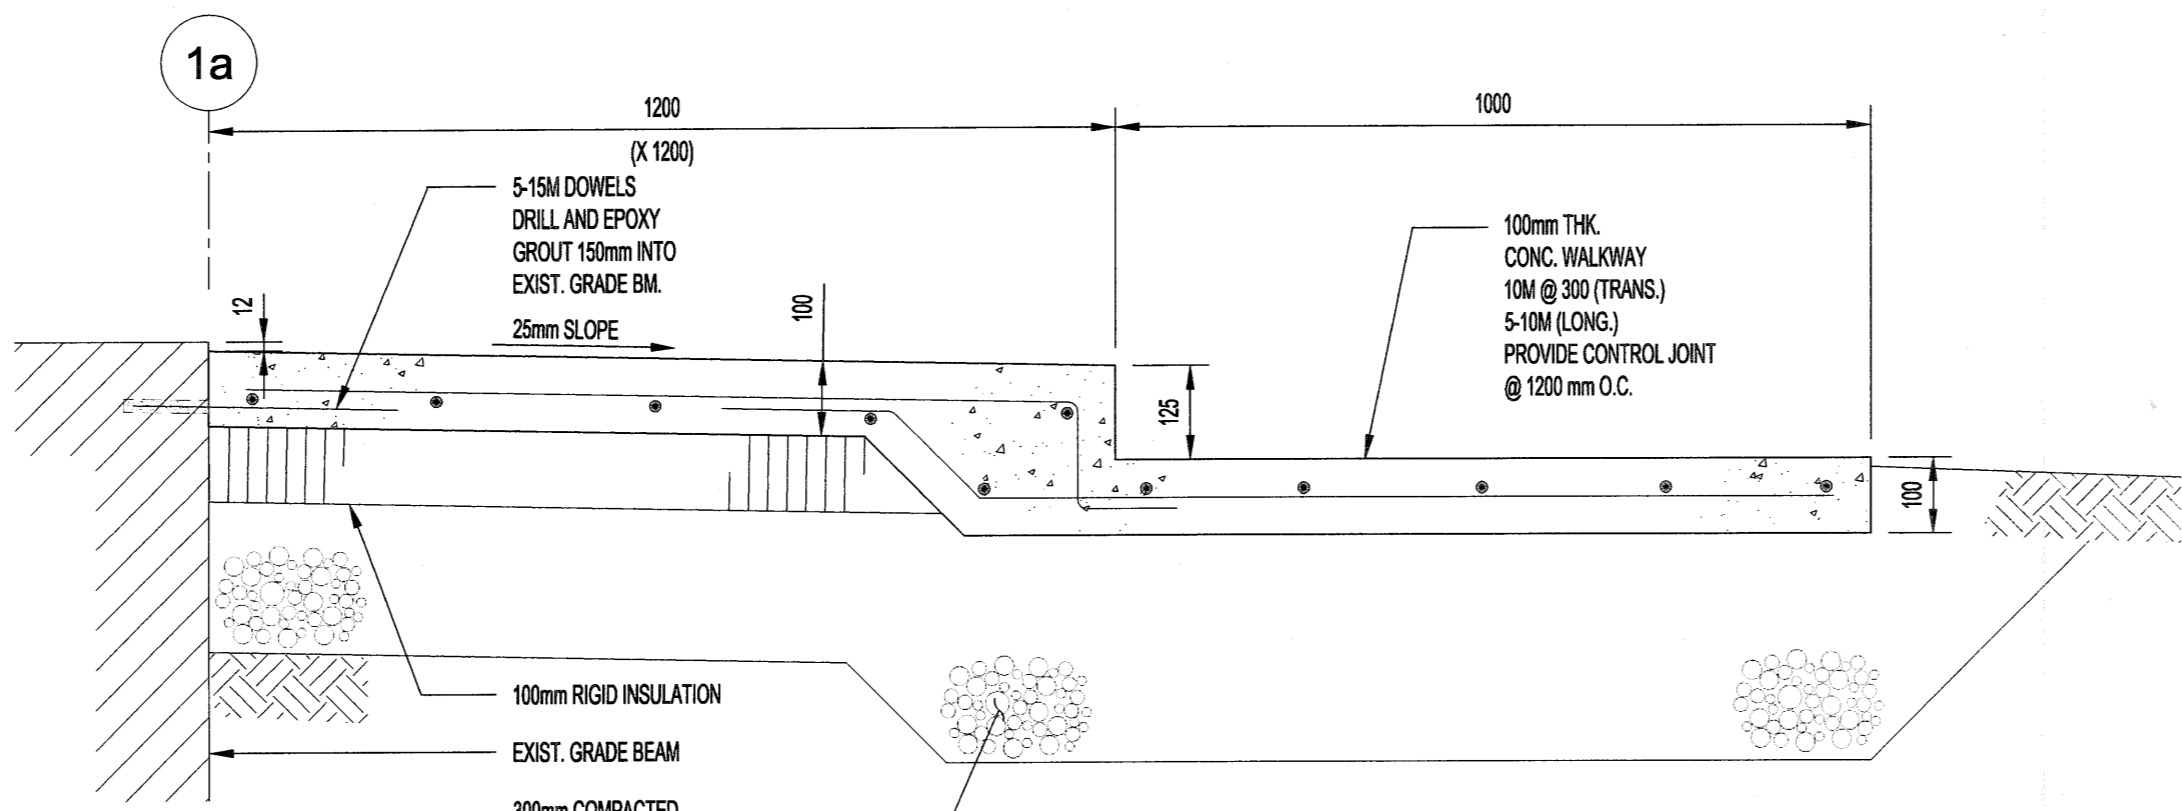 1a
1200
(X 1200)
1000
5-15M DOWELS
DRILL AND EPOXY
GROUT 150mm INTO
EXIST. GRADE BM.
25mm SLOPE
12
100
125
100mm THK.
CONC. WALKWAY
10M @ 300 (TRANS.)
5-10M (LONG.)
PROVIDE CONTROL JOINT
@ 1200 mm O.C.
100
100mm RIGID INSULATION
EXIST. GRADE BEAM
300mm COMPACTED